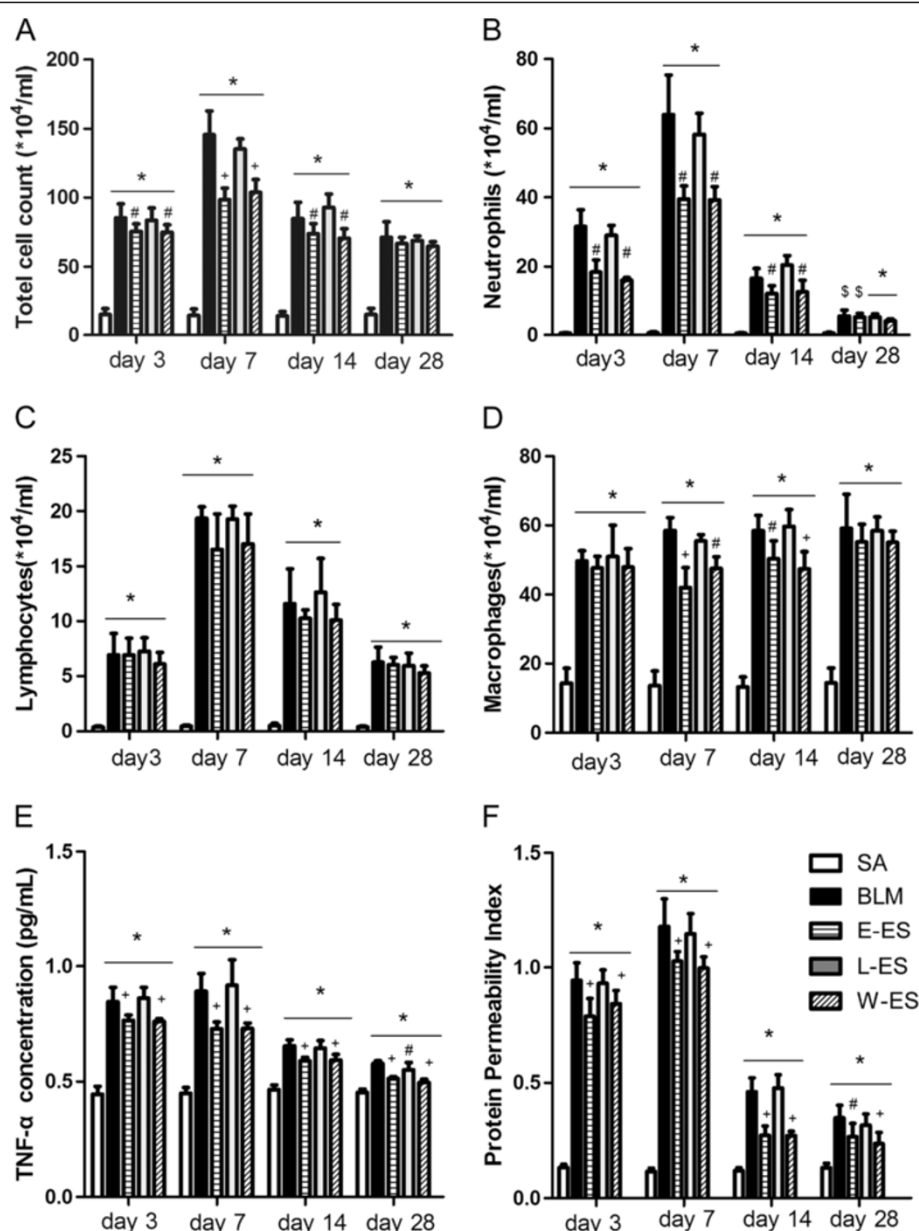 A
Totel cell count (*10⁴/ml)
200
150
100
50
0
*
*
*
*
# #
+ +
# #
day 3 day 7 day 14 day 28
B
Neutrophils (*10⁴/ml)
80
60
40
20
0
*
*
*
*
# #
# #
# #
$ $
day3 day 7 day 14 day 28
C
Lymphocytes(*10⁴/ml)
25
20
15
10
5
0
*
*
*
*
day3 day 7 day 14 day 28
D
Macrophages(*10⁴/ml)
80
60
40
20
0
*
*
*
*
+ #
# +
day3 day 7 day 14 day 28
E
TNF-α concentration (pg/mL)
1.5
1.0
0.5
0.0
*
*
*
*
+ +
+ +
+ +
+ # +
day 3 day 7 day 14 day 28
F
Protein Permeability Index
1.5
1.0
0.5
0.0
*
*
*
*
+ +
+ +
+ +
# +
day 3 day 7 day 14 day 28
SA
BLM
E-ES
L-ES
W-ES